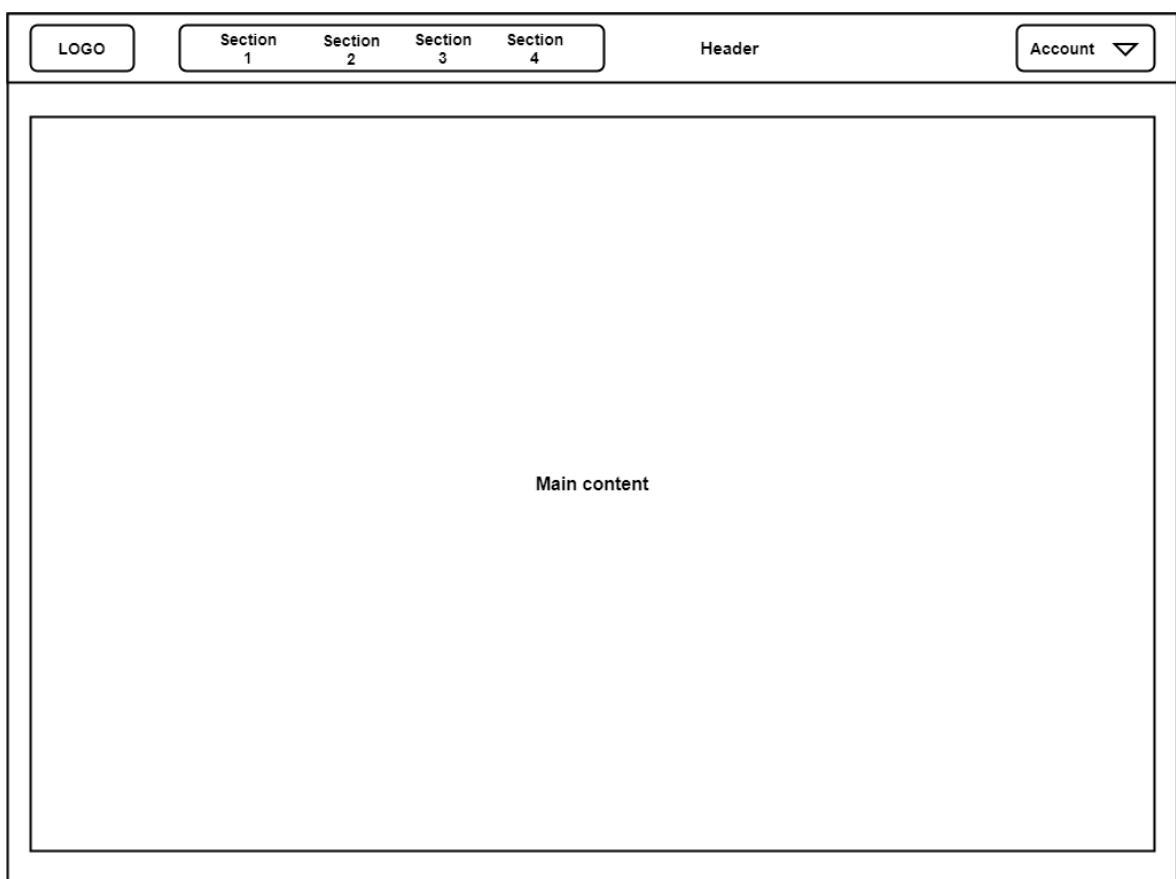 LOGO
Section
1
Section
2
Section
3
Section
4
Header
Account
Main content